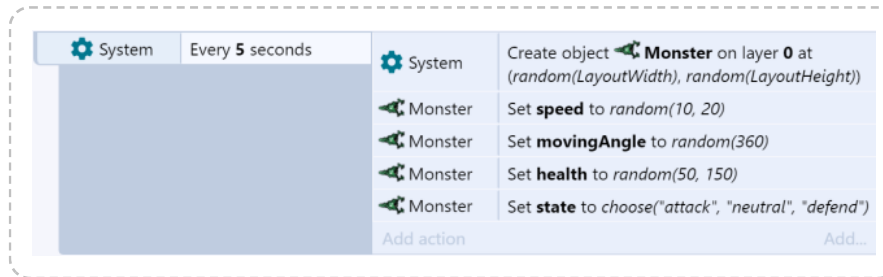 System
Every 5 seconds
System
Create object Monster on layer 0 at
(random(LayoutWidth), random(LayoutHeight))
Monster
Set speed to random(10, 20)
Monster
Set movingAngle to random(360)
Monster
Set health to random(50, 150)
Monster
Set state to choose("attack", "neutral", "defend")
Add action
Add...